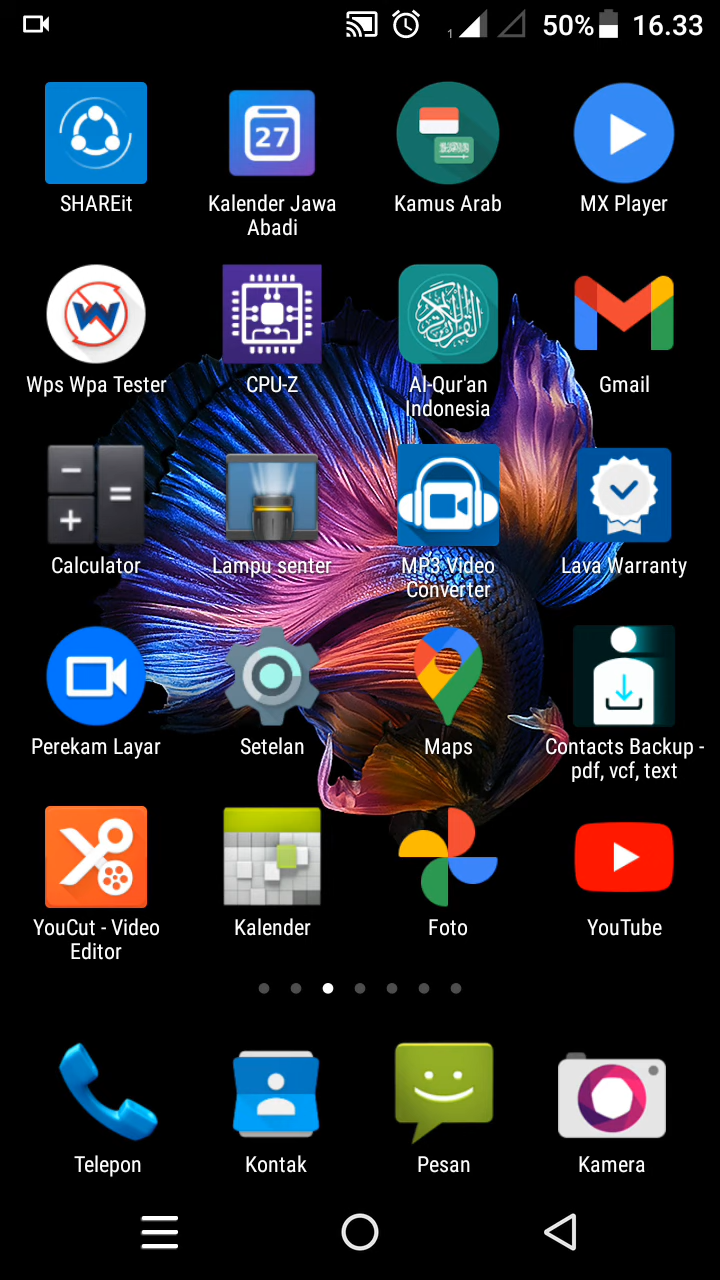 1 50% 16.33
SHAREit
Kalender Jawa
Abadi
27
Kamus Arab
MX Player
W
Wps Wpa Tester
CPU-Z
Al-Qur'an
Indonesia
Gmail
Calculator
Lampu senter
MP3 Video
Converter
Lava Warranty
Perekam Layar
Setelan
Maps
Contacts Backup -
pdf, vcf, text
YouCut - Video
Editor
Kalender
Foto
YouTube
Telepon
Kontak
Pesan
Kamera